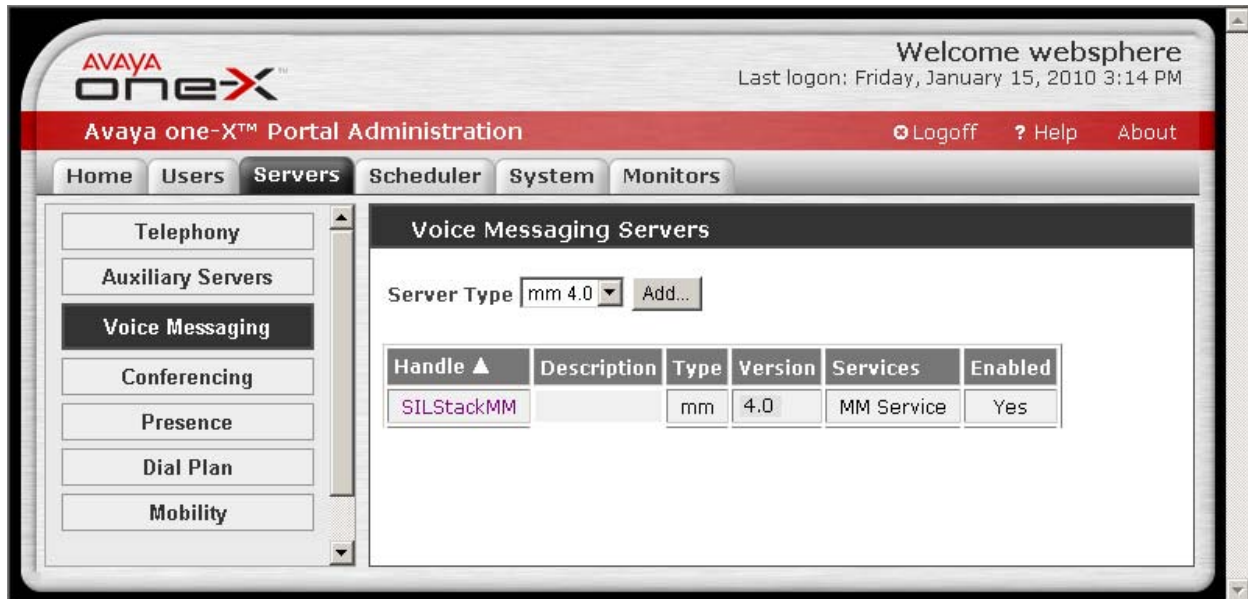 AVAYA
one-X™
Welcome websphere
Last logon: Friday, January 15, 2010 3:14 PM
Avaya one-X™ Portal Administration
Logoff ? Help About
Home Users Servers Scheduler System Monitors
Telephony
Auxiliary Servers
Voice Messaging
Conferencing
Presence
Dial Plan
Mobility
Voice Messaging Servers
Server Type mm 4.0 Add...
Handle ▲ Description Type Version Services Enabled
SILStackMM mm 4.0 MM Service Yes